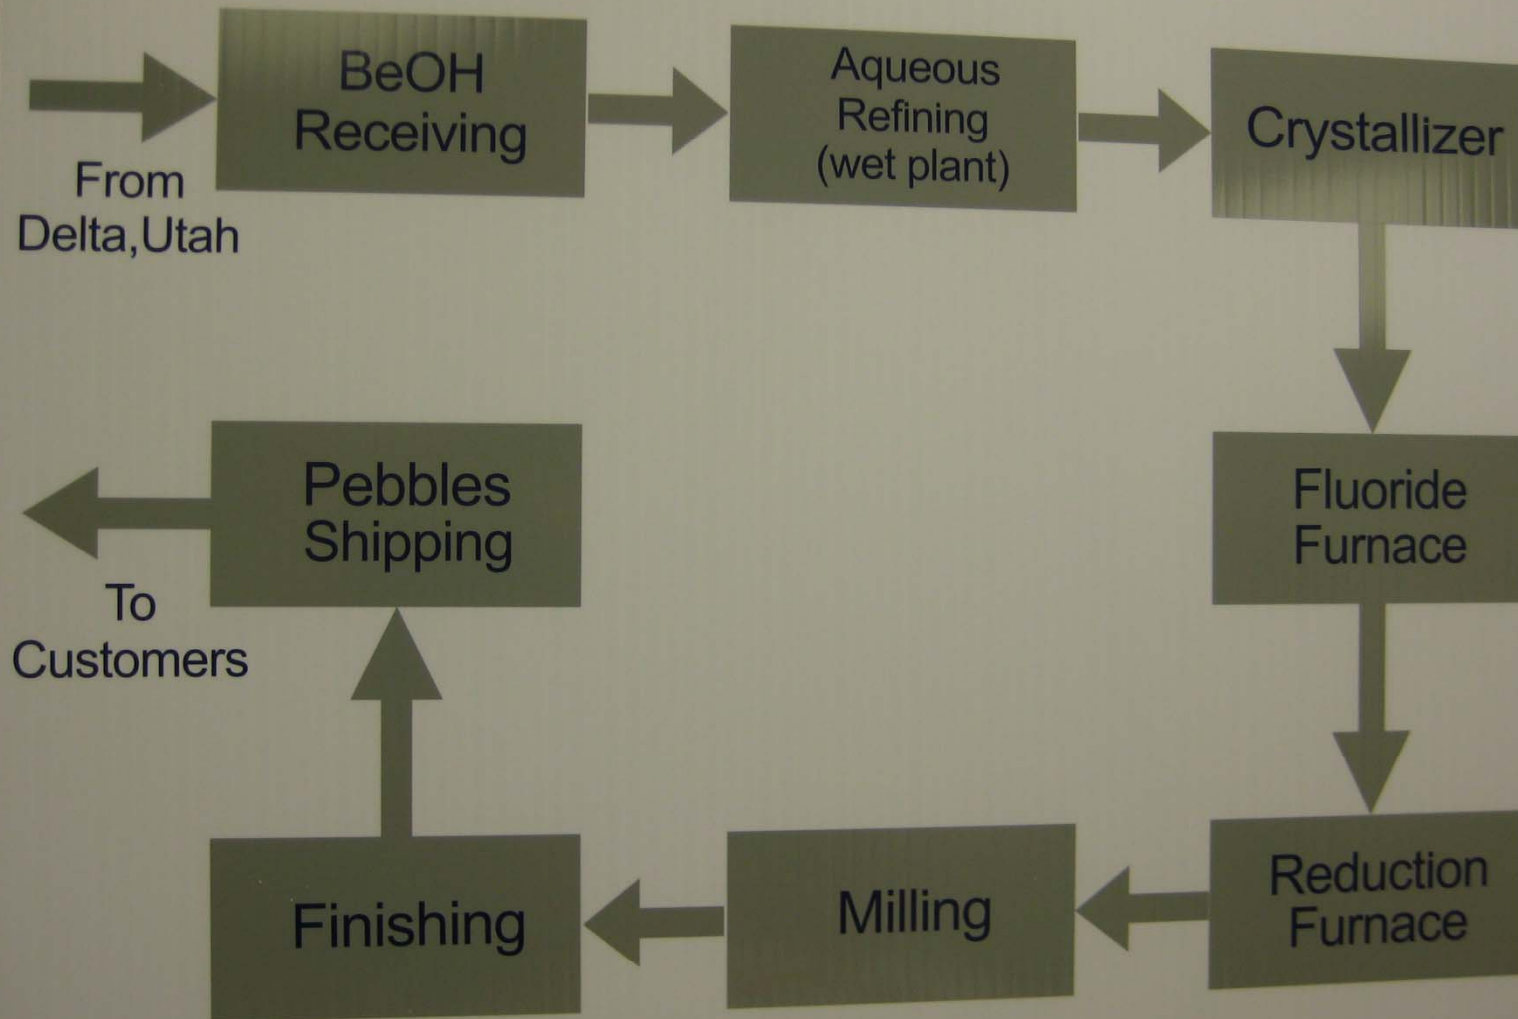 BeOH
Receiving
From
Delta,Utah
Aqueous
Refining
(wet plant)
Crystallizer
Fluoride
Furnace
Reduction
Furnace
Milling
Finishing
Pebbles
Shipping
To
Customers